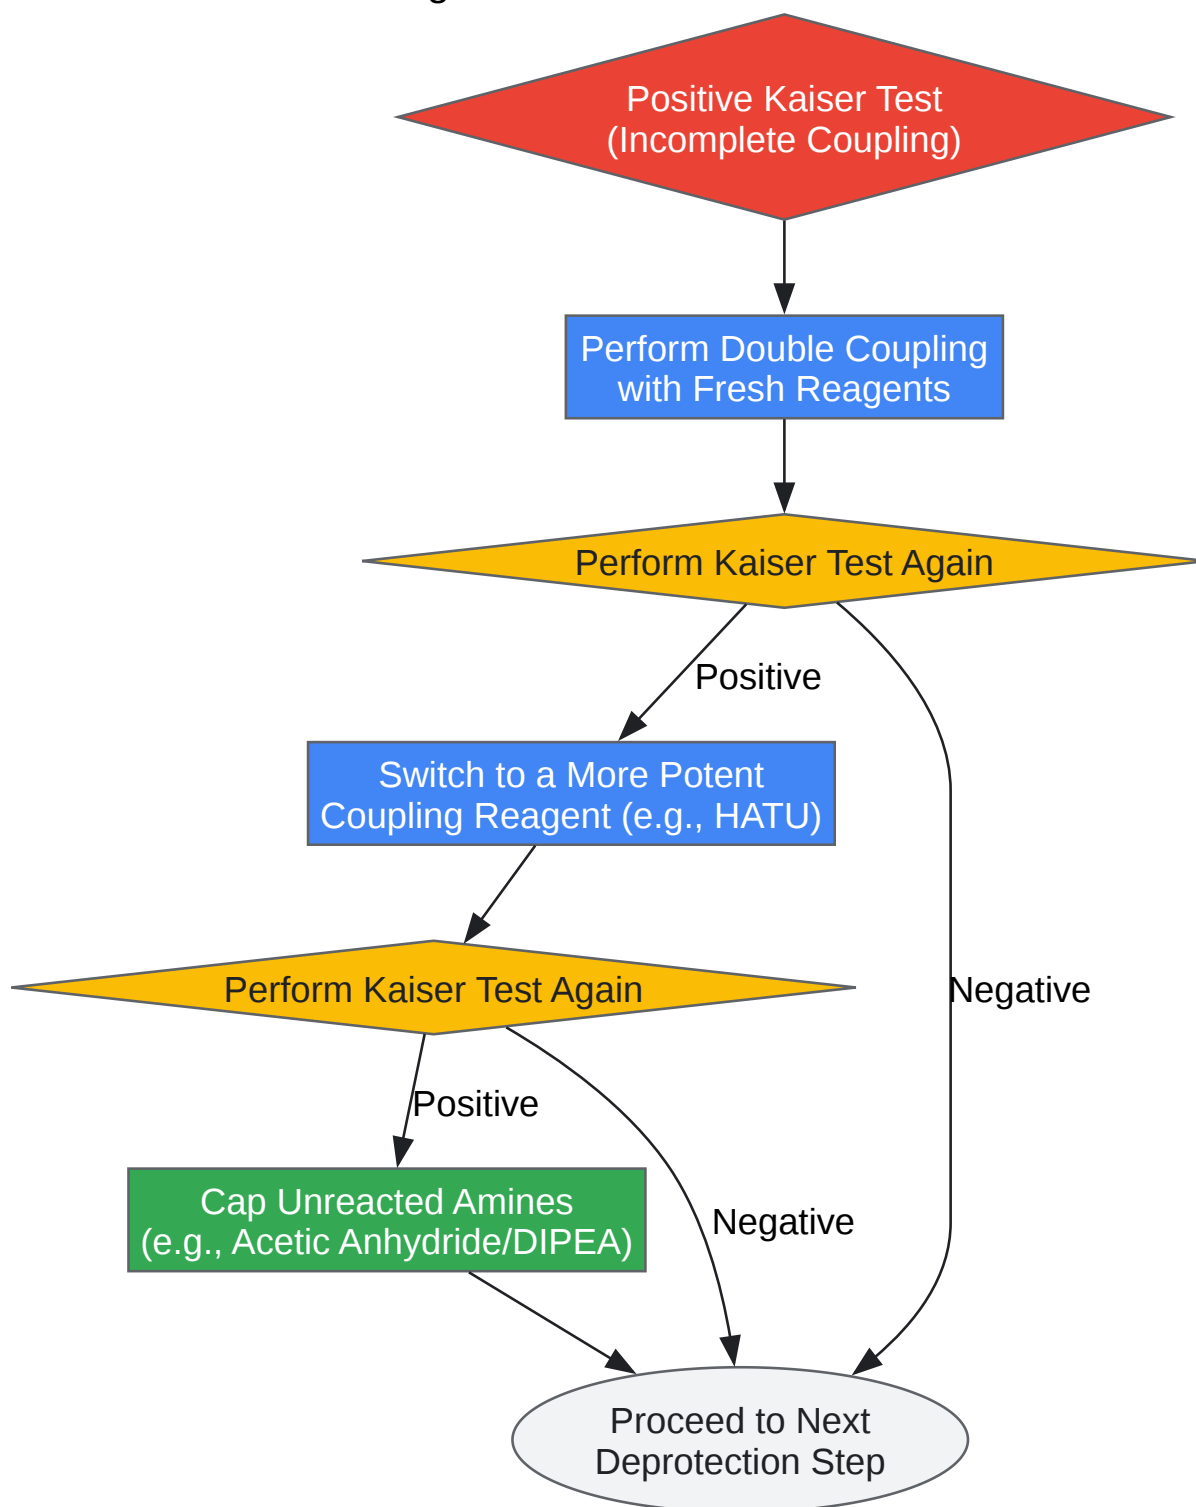 Positive Kaiser Test
(Incomplete Coupling)
Perform Double Coupling
with Fresh Reagents
Perform Kaiser Test Again
Positive
Switch to a More Potent
Coupling Reagent (e.g., HATU)
Perform Kaiser Test Again
Negative
Positive
Cap Unreacted Amines
(e.g., Acetic Anhydride/DIPEA)
Negative
Proceed to Next
Deprotection Step